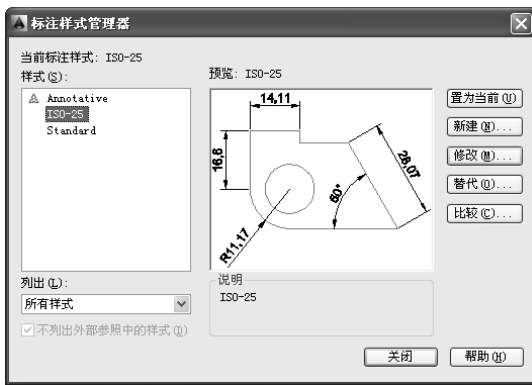 标注样式管理器
当前标注样式: ISO-25
样式(S):
Annotative
ISO-25
Standard
预览: ISO-25
14,11
16,6
28,07
60°
R11,17
置为当前(U)
新建(N)...
修改(M)...
替代(O)...
比较(C)...
列出(L):
所有样式
不列出外部参照中的样式(D)
说明
ISO-25
关闭
帮助(H)